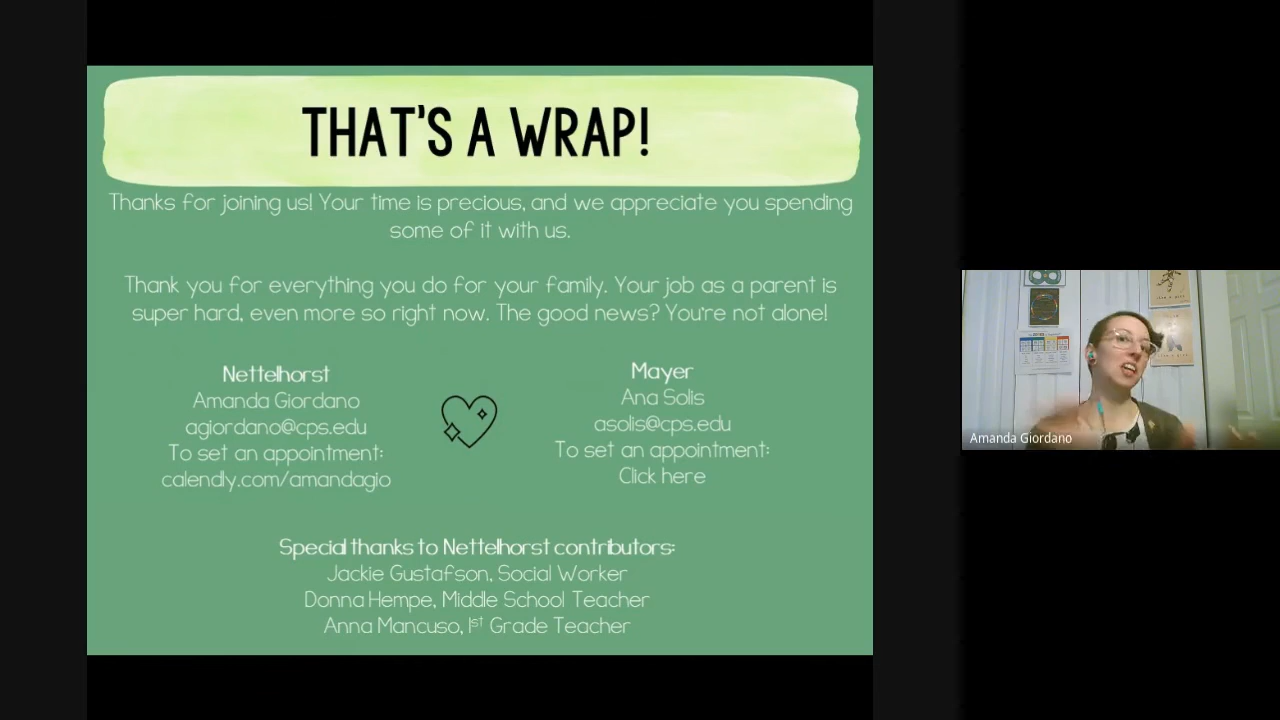 THAT'S A WRAP!
Thanks for joining us! Your time is precious, and we appreciate you spending
some of it with us.
Thank you for everything you do for your family. Your job as a parent is
super hard, even more so right now. The good news? You're not alone!
Nettelhorst
Amanda Giordano
agiordano@cps.edu
To set an appointment:
calendly.com/amandagio
Mayer
Ana Solis
asolis@cps.edu
To set an appointment:
Click here
Special thanks to Nettelhorst contributors:
Jackie Gustafson, Social Worker
Donna Hempe, Middle School Teacher
Anna Mancuso, 1st Grade Teacher
Amanda Giordano